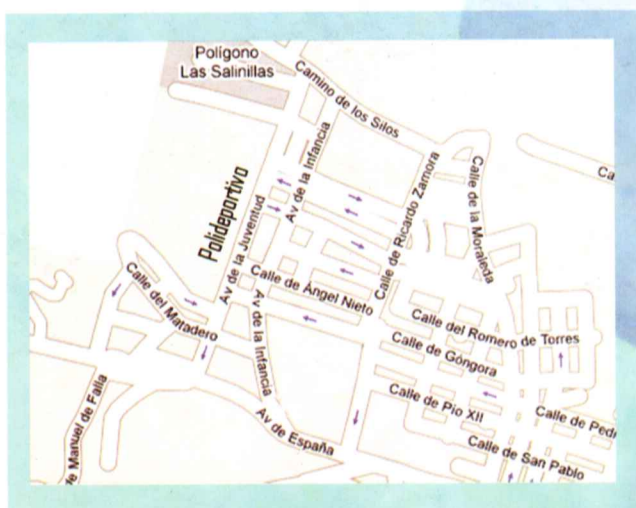 Polígono
Las Salinillas
Camino de los Silos
Av de la Infancia
Polideportivo
Av de la Juventud
Calle de Ricardo Zamora
Calle de la Moraleda
Ca
Calle de Ángel Nieto
Calle del Matadero
Av de la Infancia
Calle del Romero de Torres
Calle de Góngora
Calle de Pío XII
Calle de Pedr
Calle de San Pablo
Av de España
e Manuel de Falla